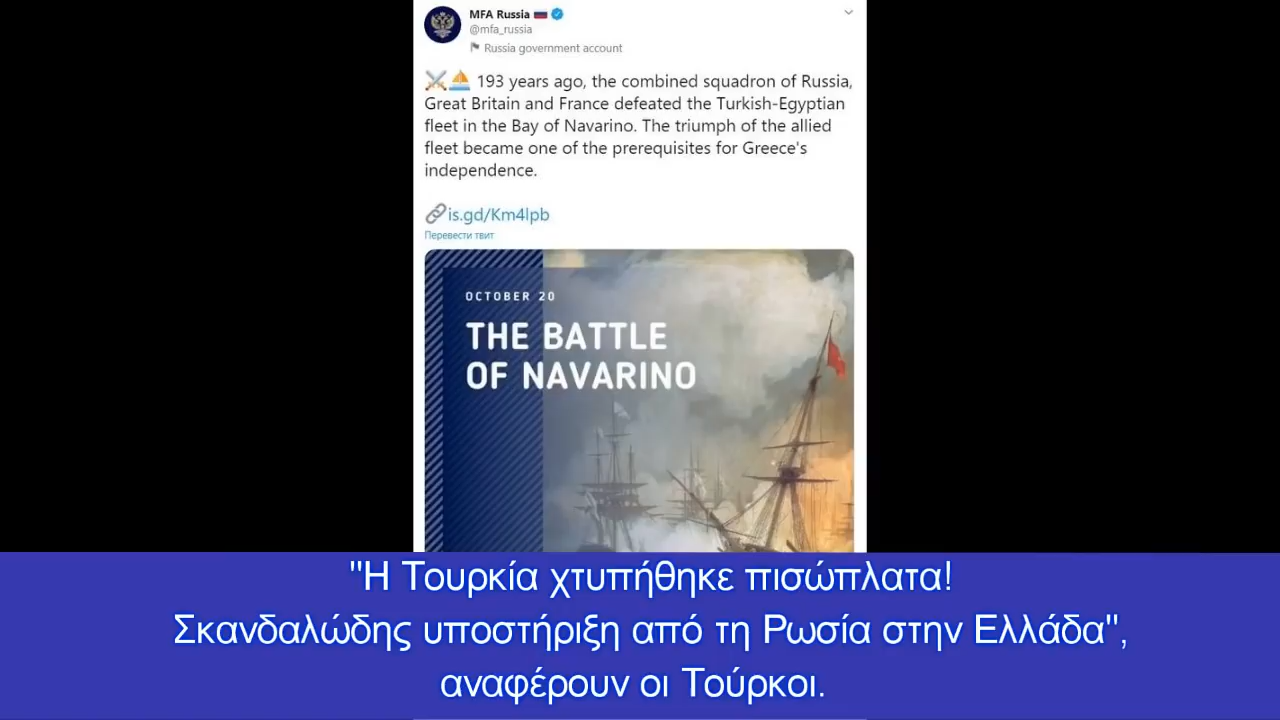 MFA Russia
@mfa_russia
Russia government account
193 years ago, the combined squadron of Russia,
Great Britain and France defeated the Turkish-Egyptian
fleet in the Bay of Navarino. The triumph of the allied
fleet became one of the prerequisites for Greece's
independence.
is.gd/Km4lpb
Перевести твит
OCTOBER 20
THE BATTLE
OF NAVARINO
"Η Τουρκία χτυπήθηκε πισώπλατα!
Σκανδαλώδης υποστήριξη από τη Ρωσία στην Ελλάδα",
αναφέρουν οι Τούρκοι.